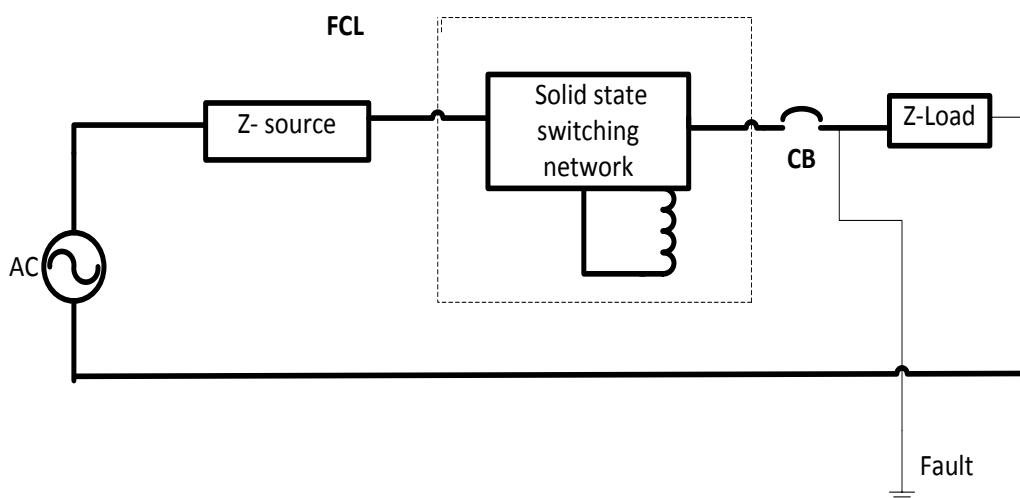 FCL
Z- source
Solid state
switching
network
Z-Load
CB
AC
Fault